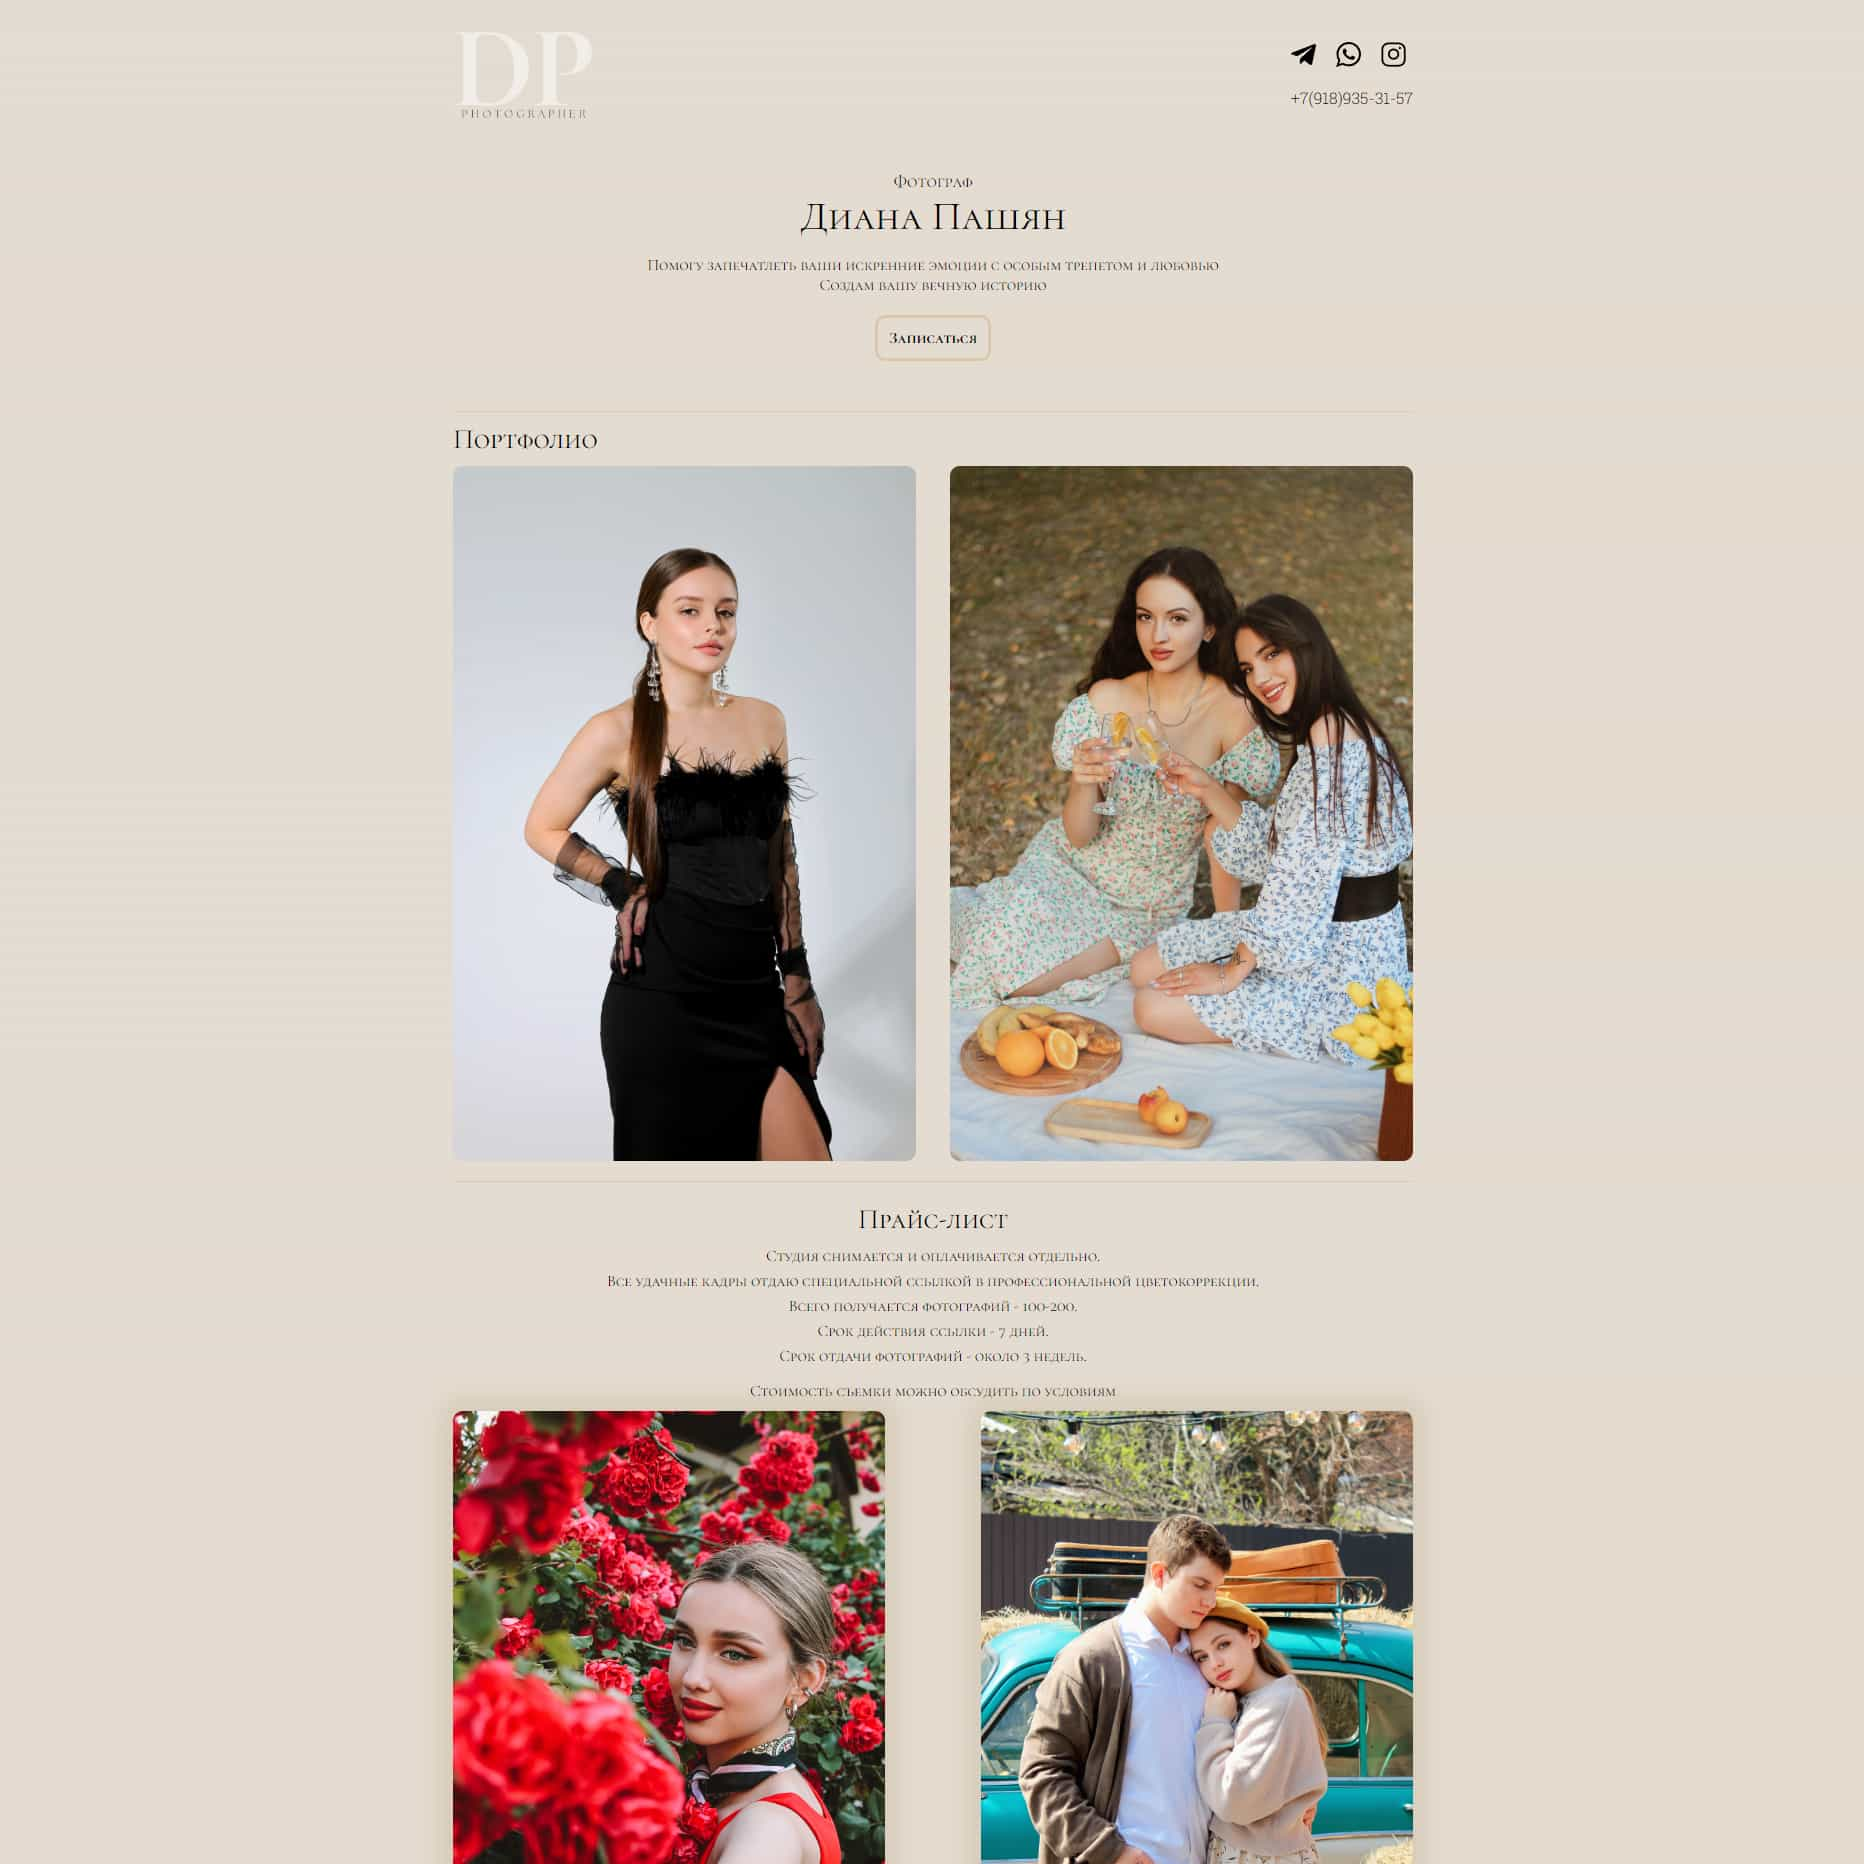 DP
PHOTOGRAPHER
+7(918)935-31-57
Фотограф
Диана Пашян
Помогу запечатлеть ваши искренние эмоции с особым трепетом и любовью
Создам вашу вечную историю
Записаться
Портфолио
Прайс-лист
Студия снимается и оплачивается отдельно.
Все удачные кадры отдаю специальной ссылкой в профессиональной цветокоррекции.
Всего получается фотографий - 100-200.
Срок действия ссылки - 7 дней.
Срок отдачи фотографий - около 3 недель.
Стоимость съемки можно обсудить по условиям